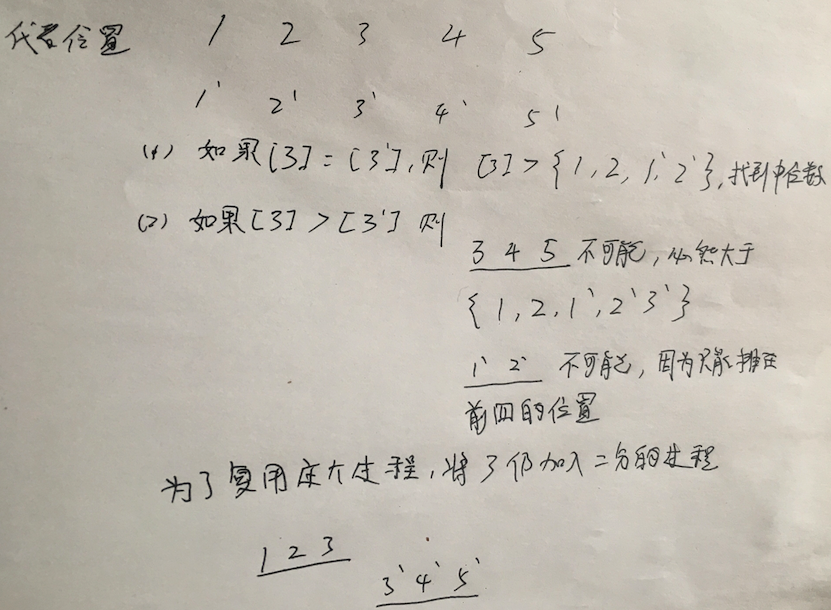 代表位置 1 2 3 4 5
1' 2' 3' 4' 5'
(1) 如果[3]=[3'],则 [3]>{1,2,1',2'},找到中位数
(2) 如果[3]>[3'] 则
3 4 5 不可能,必然大于
{1,2,1',2'3'}
1' 2' 不可能,因为只能排在
前四的位置
为了复用 过程,将3仍加入二分的过程
1 2 3
3' 4' 5'